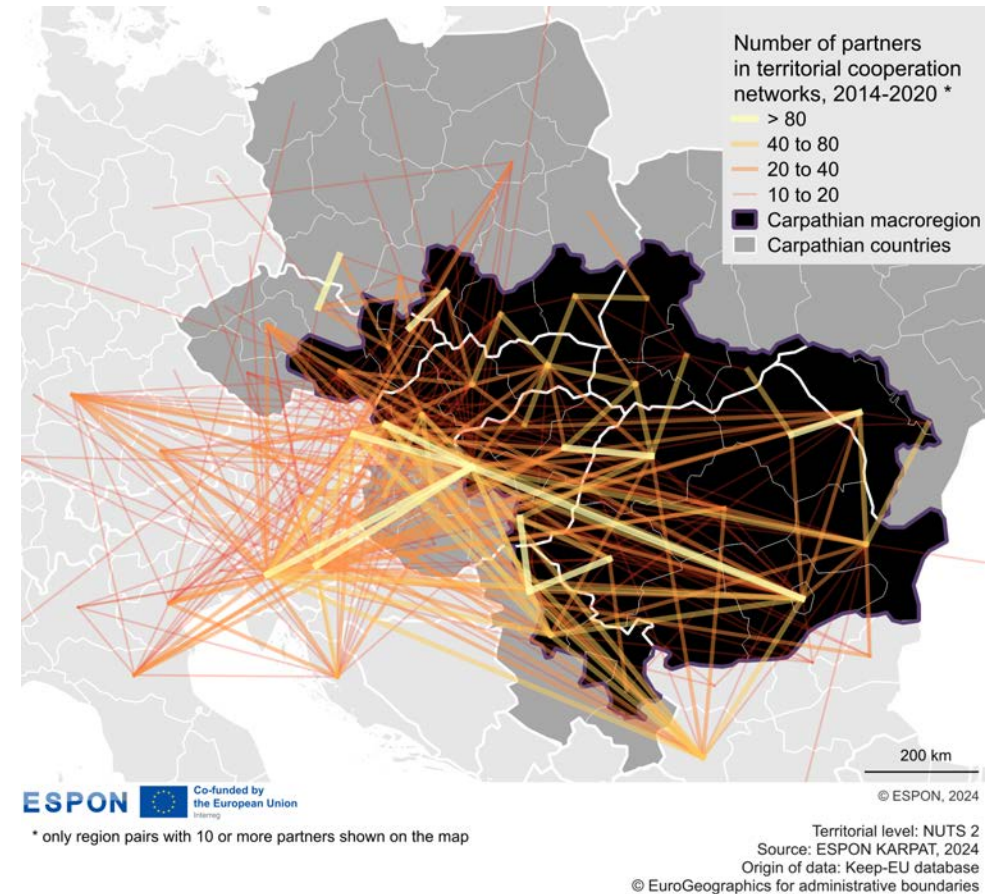 Number of partners
in territorial cooperation
networks, 2014-2020 *
> 80
40 to 80
20 to 40
10 to 20
Carpathian macroregion
Carpathian countries
200 km
ESPON
Co-funded by
the European Union
Interreg
© ESPON, 2024
* only region pairs with 10 or more partners shown on the map
Territorial level: NUTS 2
Source: ESPON KARPAT, 2024
Origin of data: Keep-EU database
© EuroGeographics for administrative boundaries